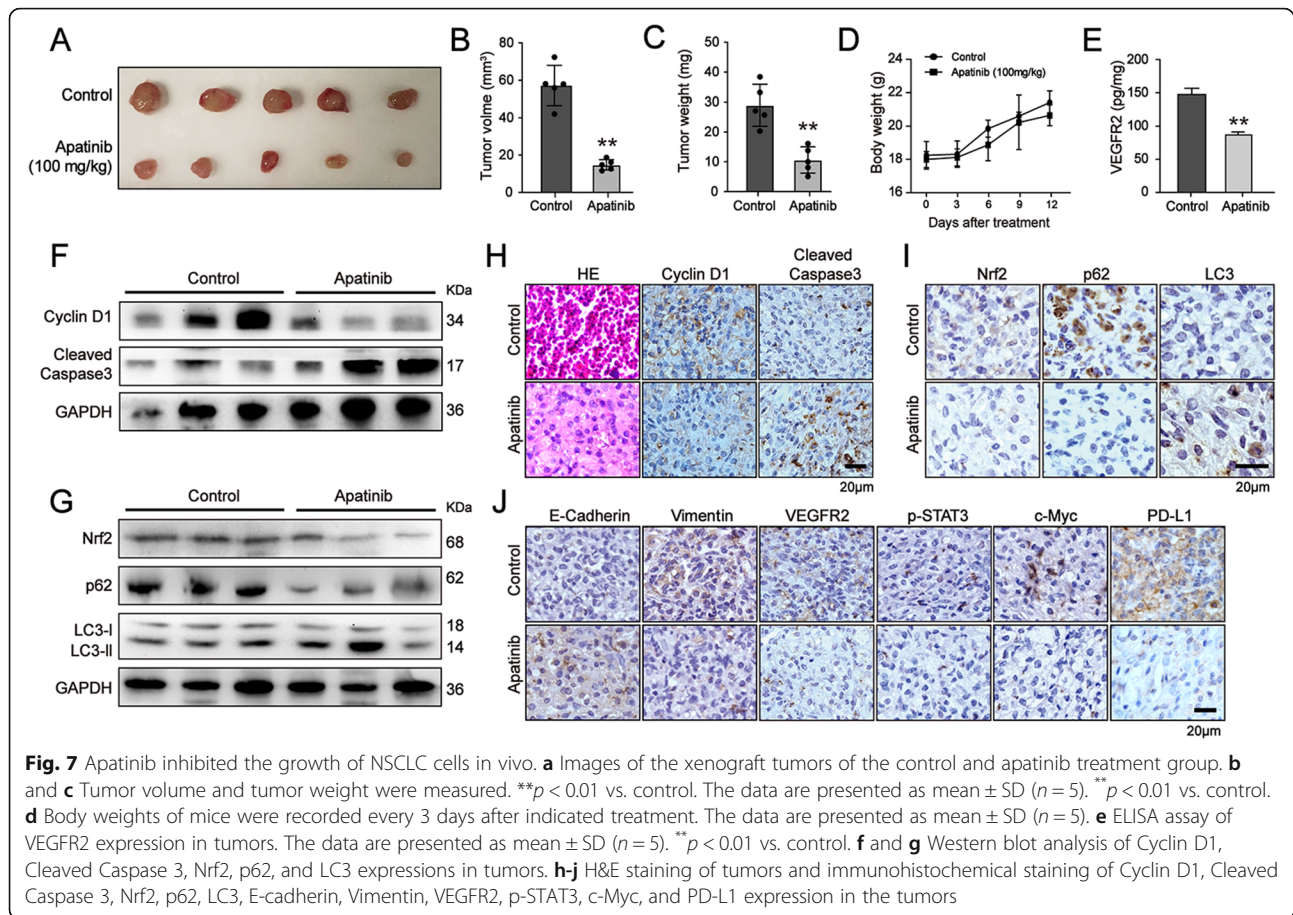 A
Control
Apatinib
(100 mg/kg)
B
Tumor volme (mm³)
80
60
40
20
0
**
Control Apatinib
C
Tumor weight (mg)
50
40
30
20
10
0
**
Control Apatinib
D
Control
Apatinib (100mg/kg)
Body weight (g)
24
22
20
18
16
0 3 6 9 12
Days after treatment
E
VEGFR2 (pg/mg)
200
150
100
50
0
**
Control Apatinib
F
Control Apatinib
KDa
Cyclin D1 34
Cleaved
Caspase3 17
GAPDH 36
G
Control Apatinib
KDa
Nrf2 68
p62 62
LC3-I 18
LC3-II 14
GAPDH 36
H
HE Cyclin D1 Cleaved
Caspase3
Control
Apatinib
20μm
I
Nrf2 p62 LC3
Control
Apatinib
20μm
J
E-Cadherin Vimentin VEGFR2 p-STAT3 c-Myc PD-L1
Control
Apatinib
20μm
Fig. 7 Apatinib inhibited the growth of NSCLC cells in vivo. a Images of the xenograft tumors of the control and apatinib treatment group. b
and c Tumor volume and tumor weight were measured. **p < 0.01 vs. control. The data are presented as mean ± SD (n = 5). **p < 0.01 vs. control.
d Body weights of mice were recorded every 3 days after indicated treatment. The data are presented as mean ± SD (n = 5). e ELISA assay of
VEGFR2 expression in tumors. The data are presented as mean ± SD (n = 5). **p < 0.01 vs. control. f and g Western blot analysis of Cyclin D1,
Cleaved Caspase 3, Nrf2, p62, and LC3 expressions in tumors. h-j H&E staining of tumors and immunohistochemical staining of Cyclin D1, Cleaved
Caspase 3, Nrf2, p62, LC3, E-cadherin, Vimentin, VEGFR2, p-STAT3, c-Myc, and PD-L1 expression in the tumors